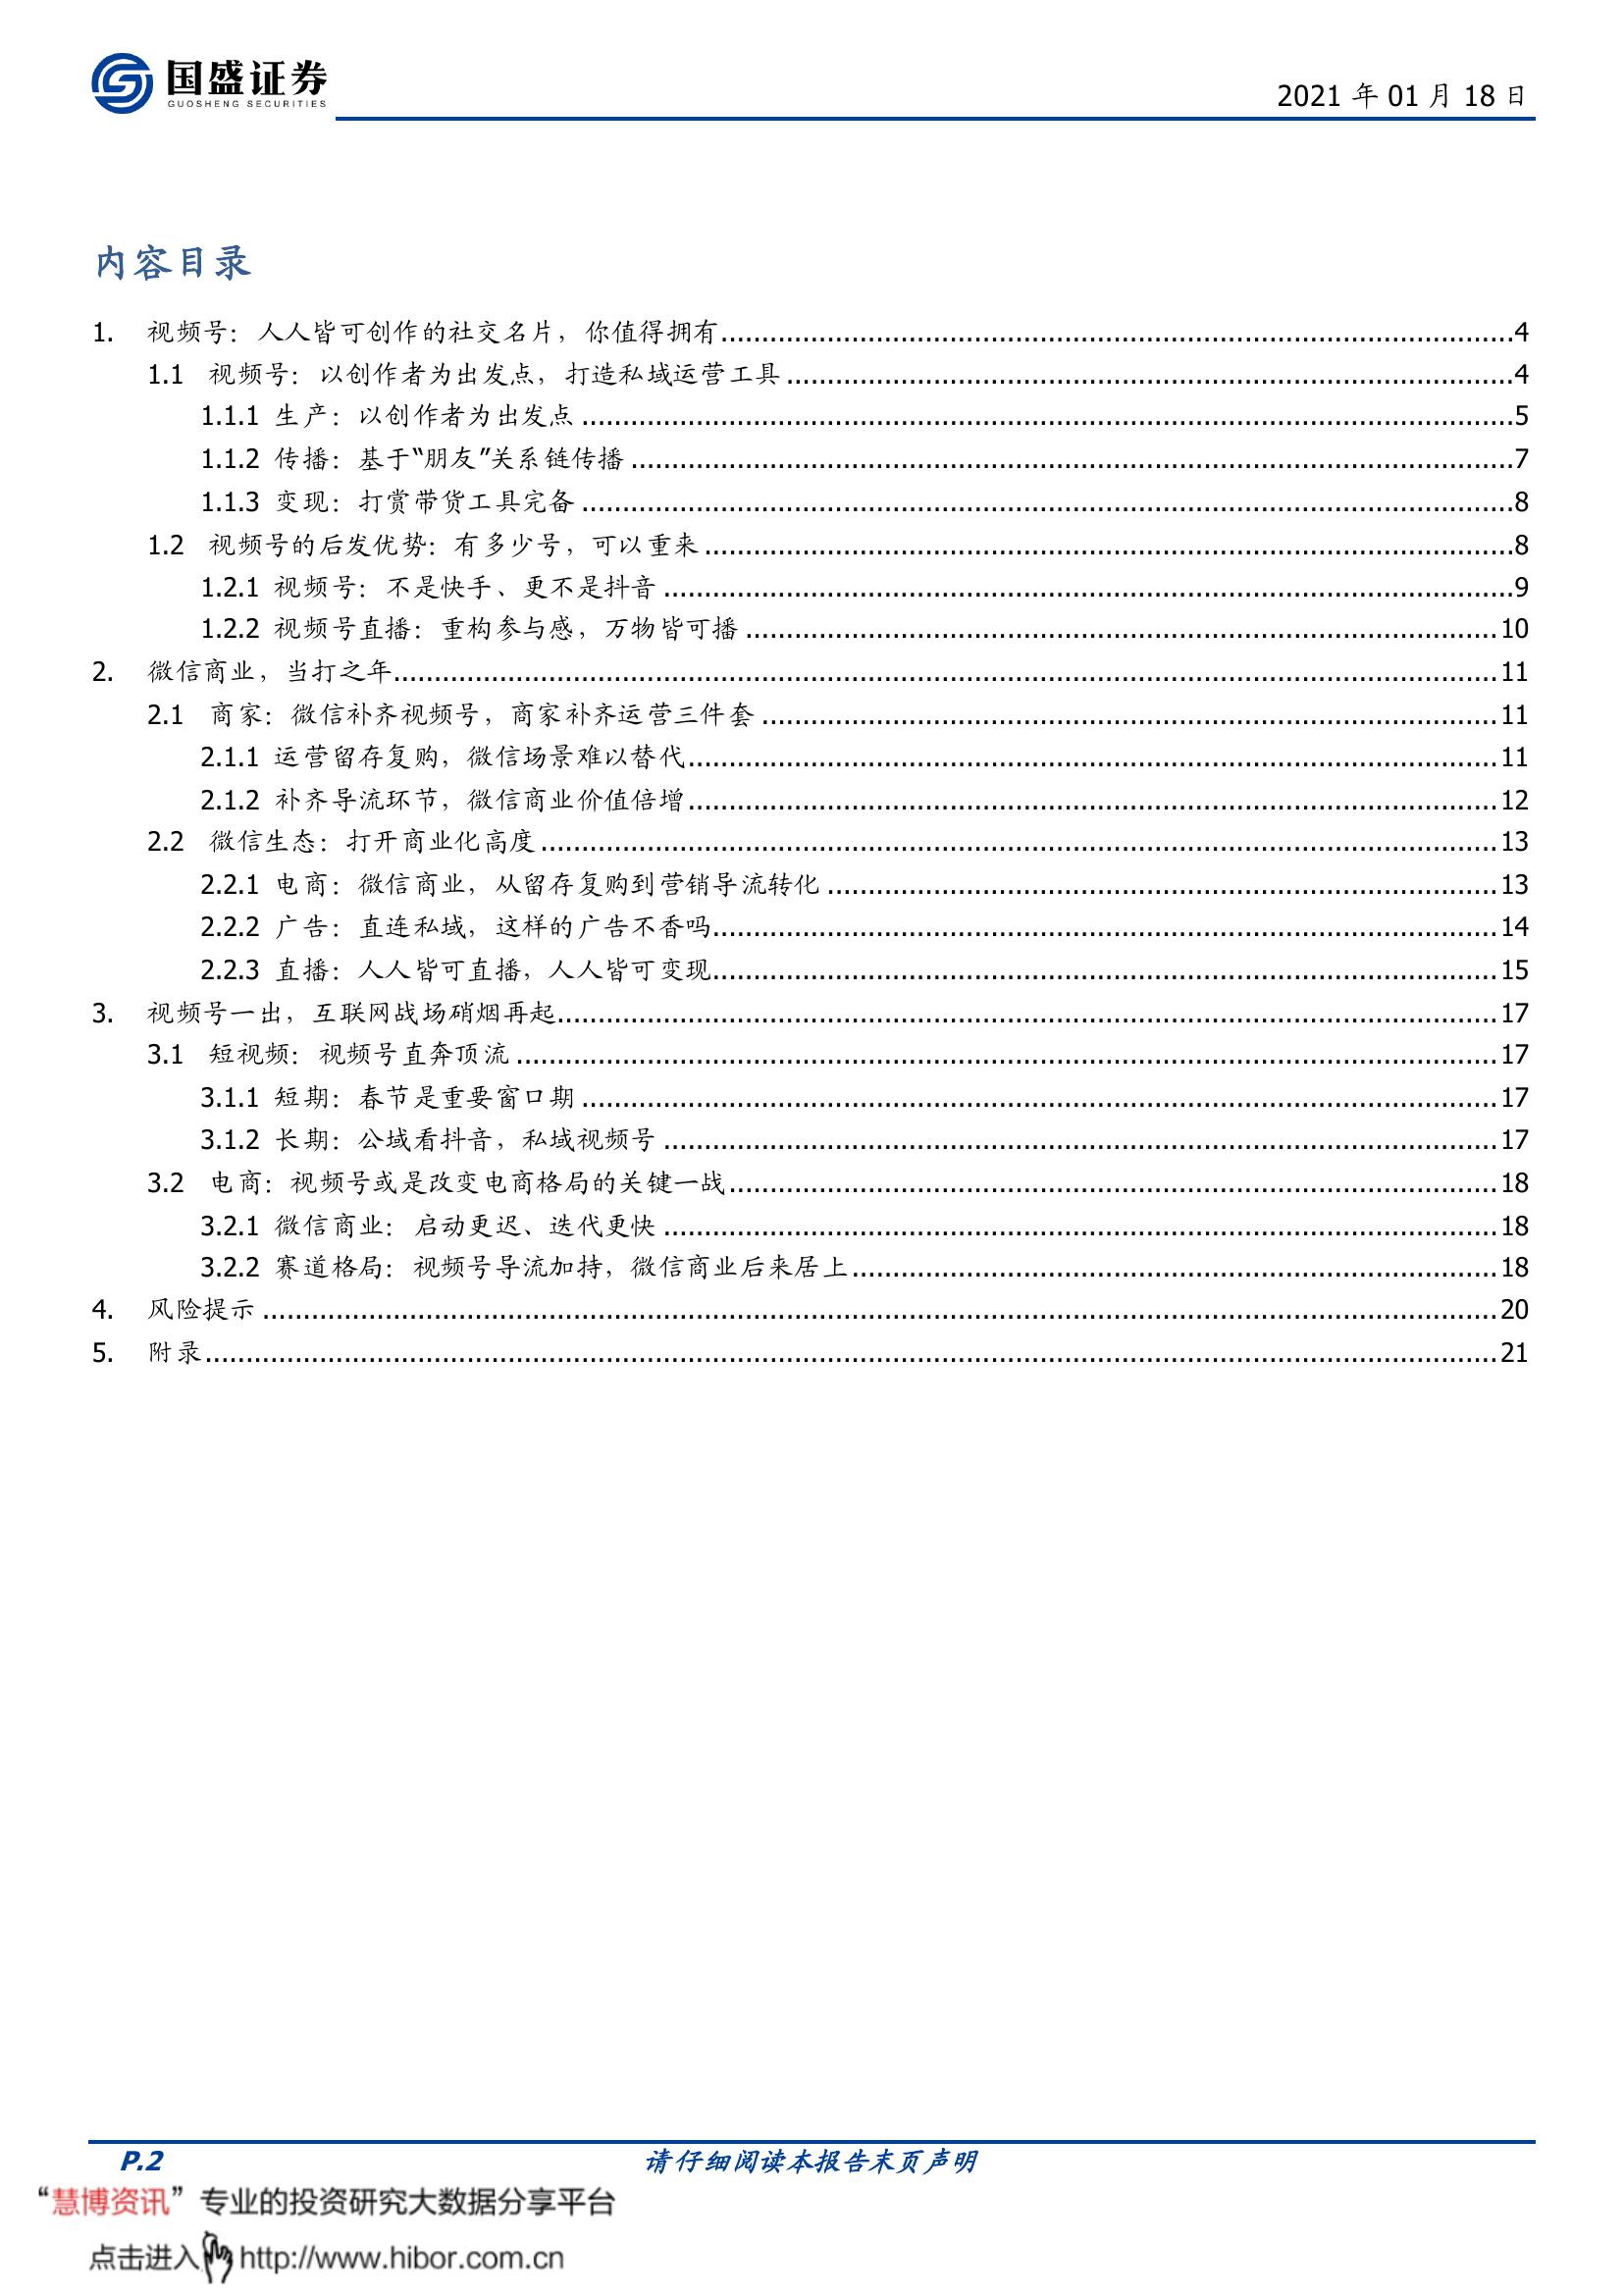 国盛证券
GUOSHENG SECURITIES
2021 年 01 月 18 日
内容目录
1. 视频号：人人皆可创作的社交名片，你值得拥有 4
1.1 视频号：以创作者为出发点，打造私域运营工具 4
1.1.1 生产：以创作者为出发点 5
1.1.2 传播：基于“朋友”关系链传播 7
1.1.3 变现：打赏带货工具完备 8
1.2 视频号的后发优势：有多少号，可以重来 8
1.2.1 视频号：不是快手、更不是抖音 9
1.2.2 视频号直播：重构参与感，万物皆可播 10
2. 微信商业，当打之年 11
2.1 商家：微信补齐视频号，商家补齐运营三件套 11
2.1.1 运营留存复购，微信场景难以替代 11
2.1.2 补齐导流环节，微信商业价值倍增 12
2.2 微信生态：打开商业化高度 13
2.2.1 电商：微信商业，从留存复购到营销导流转化 13
2.2.2 广告：直连私域，这样的广告不香吗 14
2.2.3 直播：人人皆可直播，人人皆可变现 15
3. 视频号一出，互联网战场硝烟再起 17
3.1 短视频：视频号直奔顶流 17
3.1.1 短期：春节是重要窗口期 17
3.1.2 长期：公域看抖音，私域视频号 17
3.2 电商：视频号或是改变电商格局的关键一战 18
3.2.1 微信商业：启动更迟、迭代更快 18
3.2.2 赛道格局：视频号导流加持，微信商业后来居上 18
4. 风险提示 20
5. 附录 21
P.2
请仔细阅读本报告末页声明
“慧博资讯”专业的投资研究大数据分享平台
点击进入 http://www.hibor.com.cn